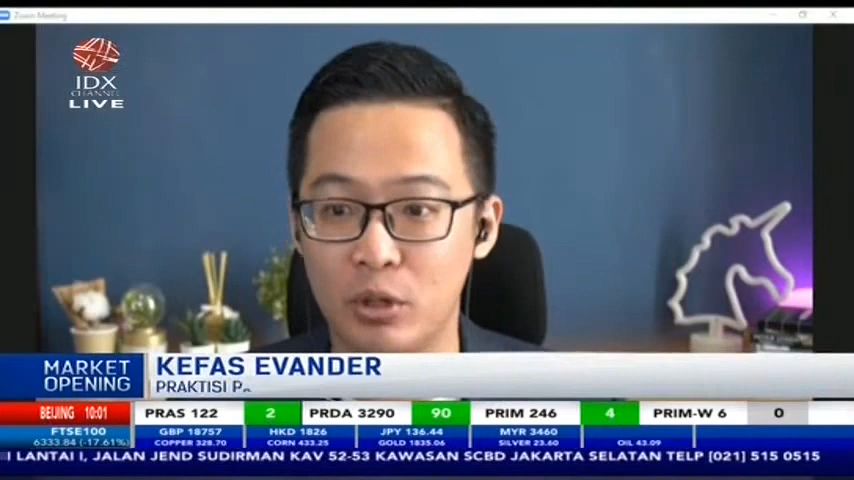 Zoom Meeting
IDX
CHANNEL
LIVE
MARKET
OPENING
KEFAS EVANDER
PRAKTISI
BEIJING 10:01
PRAS 122 2 PRDA 3290 90 PRIM 246 4 PRIM-W 6 0
FTSE100
6333.84 (-17.61%)
GBP 18757 HKD 1826 JPY 136.44 MYR 3460
COPPER 328.70 CORN 433.25 GOLD 1835.06 SILVER 23.60 OIL 43.09
I LANTAI I, JALAN JEND SUDIRMAN KAV 52-53 KAWASAN SCBD JAKARTA SELATAN TELP [021] 515 0515